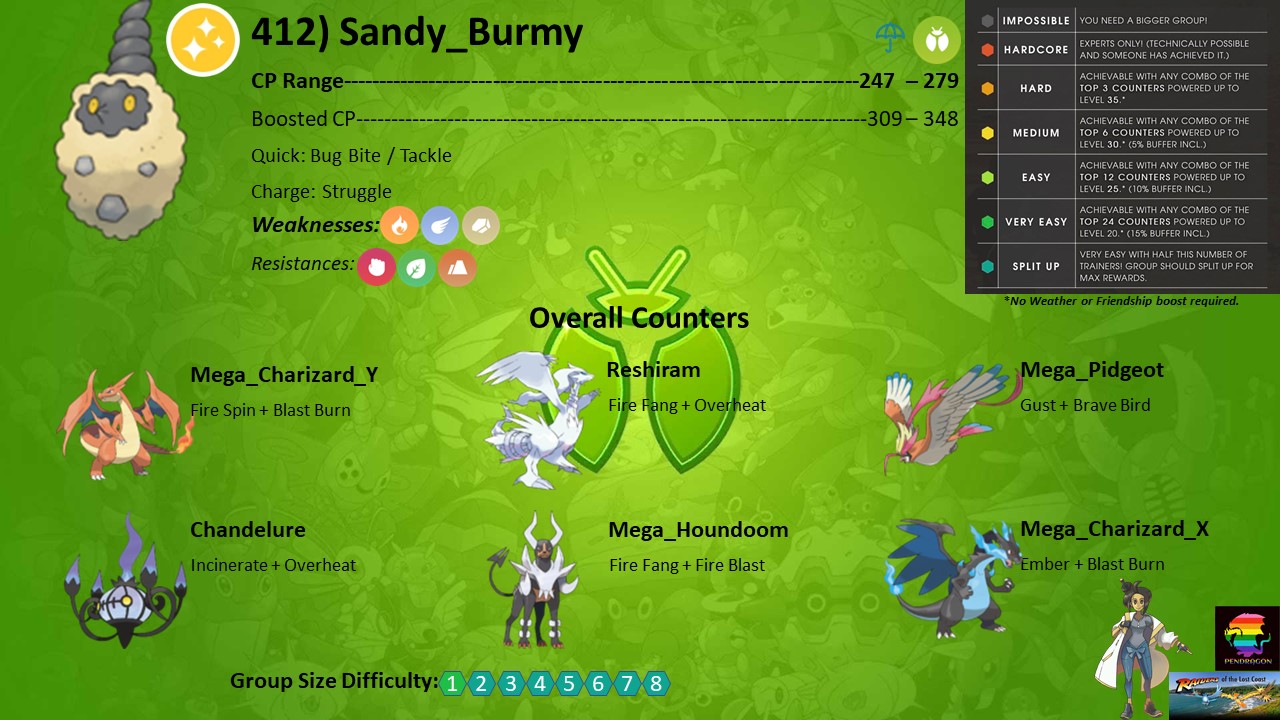 412) Sandy_Burmy
CP Range---------------------------------------------------------------------------247 – 279
Boosted CP--------------------------------------------------------------------------309 – 348
Quick: Bug Bite / Tackle
Charge: Struggle
Weaknesses:
Resistances:
IMPOSSIBLE YOU NEED A BIGGER GROUP!
HARDCORE EXPERTS ONLY! (TECHNICALLY POSSIBLE
AND SOMEONE HAS ACHIEVED IT.)
HARD ACHIEVABLE WITH ANY COMBO OF THE
TOP 3 COUNTERS POWERED UP TO
LEVEL 35.*
MEDIUM ACHIEVABLE WITH ANY COMBO OF THE
TOP 6 COUNTERS POWERED UP TO
LEVEL 30.* (5% BUFFER INCL.)
EASY ACHIEVABLE WITH ANY COMBO OF THE
TOP 12 COUNTERS POWERED UP TO
LEVEL 25.* (10% BUFFER INCL.)
VERY EASY ACHIEVABLE WITH ANY COMBO OF THE
TOP 24 COUNTERS POWERED UP TO
LEVEL 20.* (15% BUFFER INCL.)
SPLIT UP VERY EASY WITH HALF THIS NUMBER OF
TRAINERS! GROUP SHOULD SPLIT UP FOR
MAX REWARDS.
*No Weather or Friendship boost required.
Overall Counters
Mega_Charizard_Y
Fire Spin + Blast Burn
Reshiram
Fire Fang + Overheat
Mega_Pidgeot
Gust + Brave Bird
Chandelure
Incinerate + Overheat
Mega_Houndoom
Fire Fang + Fire Blast
Mega_Charizard_X
Ember + Blast Burn
Group Size Difficulty: 1 2 3 4 5 6 7 8
PENDRAGON
RAIDERS of the Lost Coast